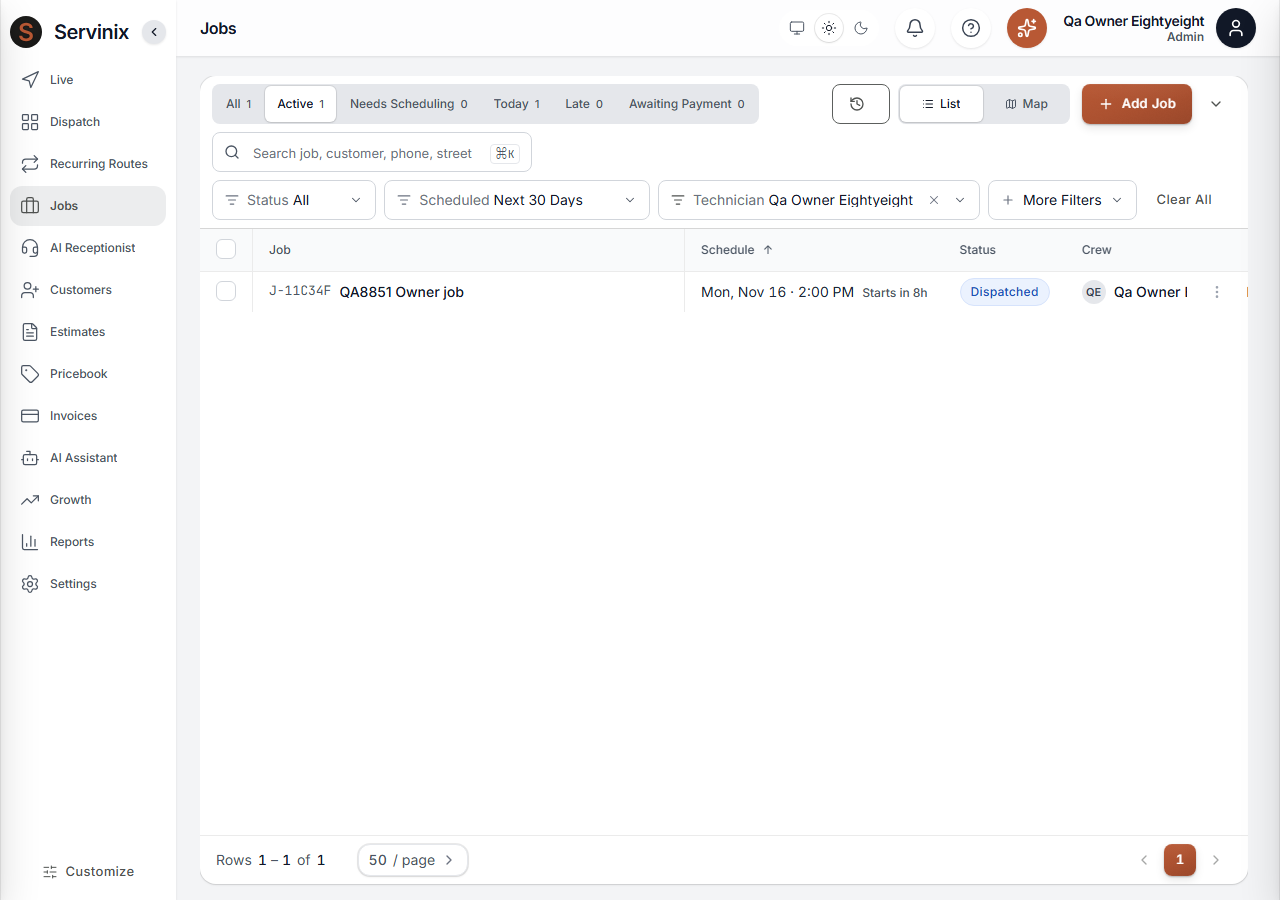 S Servinix
Live
Dispatch
Recurring Routes
Jobs
AI Receptionist
Customers
Estimates
Pricebook
Invoices
AI Assistant
Growth
Reports
Settings
Customize
Jobs
Qa Owner Eightyeight
Admin
All 1 Active 1 Needs Scheduling 0 Today 1 Late 0 Awaiting Payment 0
List Map
+ Add Job
Search job, customer, phone, street ⌘K
Status All
Scheduled Next 30 Days
Technician Qa Owner Eightyeight
+ More Filters
Clear All
Job Schedule ↑ Status Crew
J-11C34F QA8851 Owner job Mon, Nov 16 · 2:00 PM Starts in 8h Dispatched QE Qa Owner
Rows 1 – 1 of 1 50 / page 1